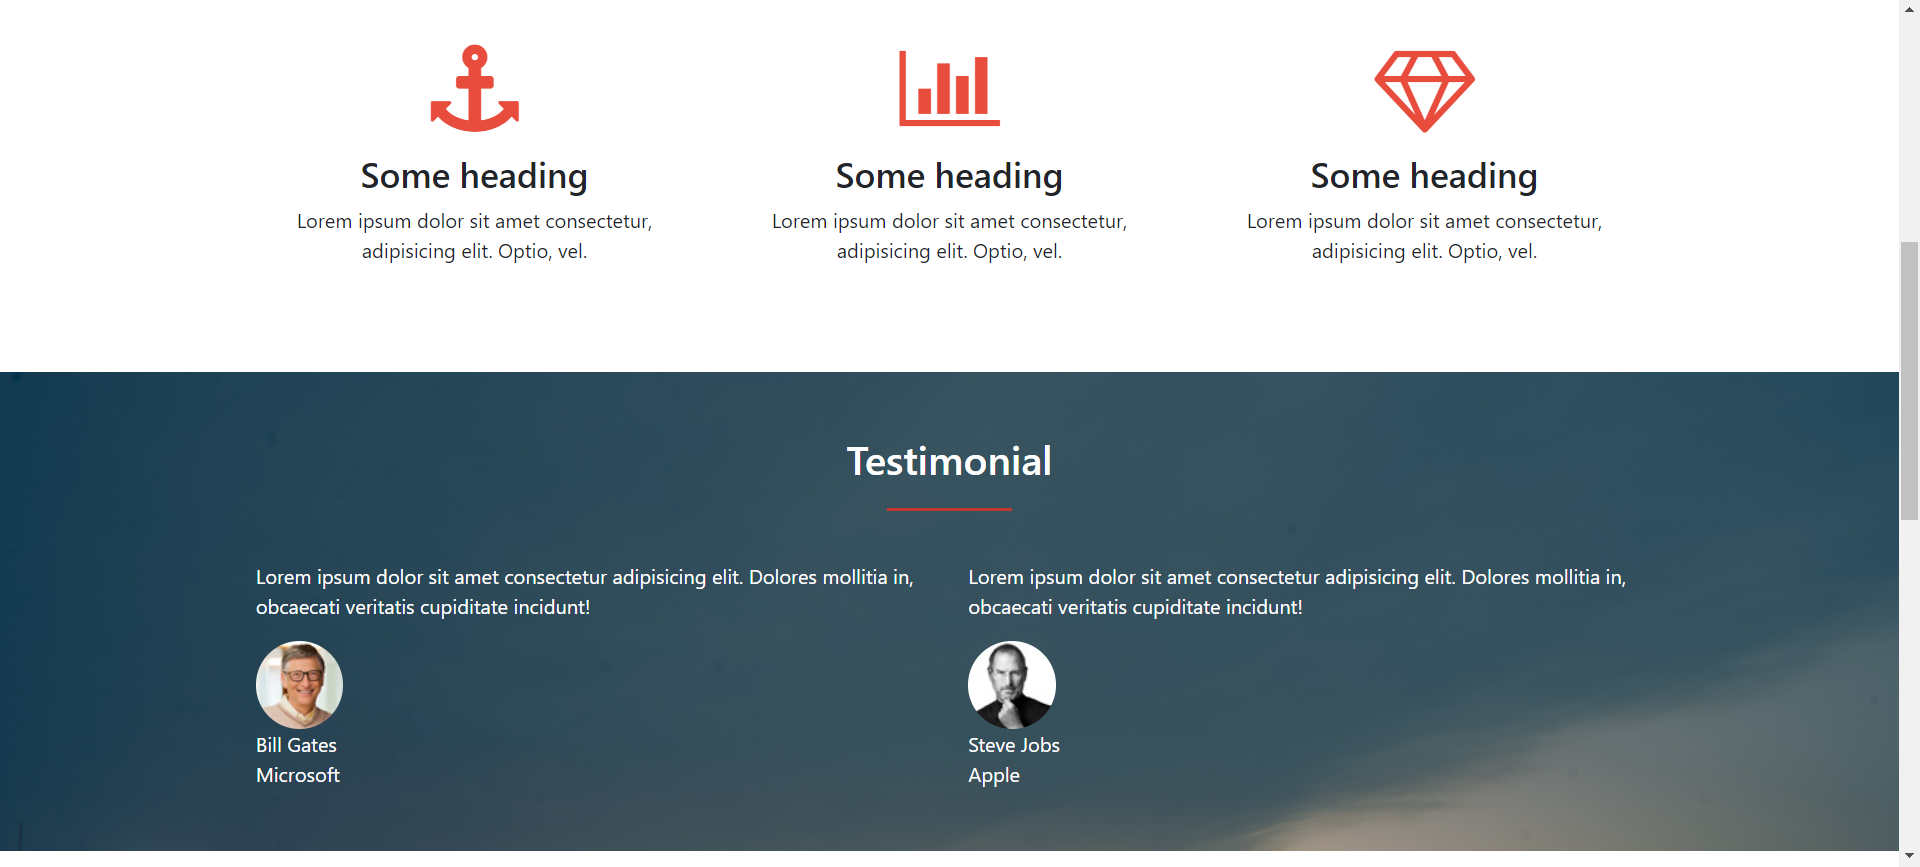 Some heading
Lorem ipsum dolor sit amet consectetur,
adipisicing elit. Optio, vel.
Some heading
Lorem ipsum dolor sit amet consectetur,
adipisicing elit. Optio, vel.
Some heading
Lorem ipsum dolor sit amet consectetur,
adipisicing elit. Optio, vel.
Testimonial
Lorem ipsum dolor sit amet consectetur adipisicing elit. Dolores mollitia in,
obcaecati veritatis cupiditate incidunt!
Bill Gates
Microsoft
Lorem ipsum dolor sit amet consectetur adipisicing elit. Dolores mollitia in,
obcaecati veritatis cupiditate incidunt!
Steve Jobs
Apple